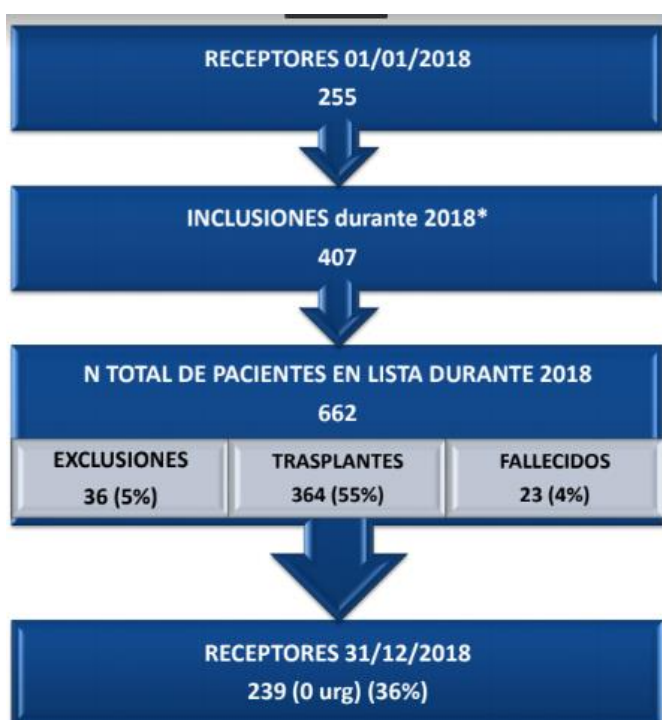 RECEPTORES 01/01/2018
255
INCLUSIONES durante 2018*
407
N TOTAL DE PACIENTES EN LISTA DURANTE 2018
662
EXCLUSIONES
36 (5%)
TRASPLANTES
364 (55%)
FALLECIDOS
23 (4%)
RECEPTORES 31/12/2018
239 (0 urg) (36%)